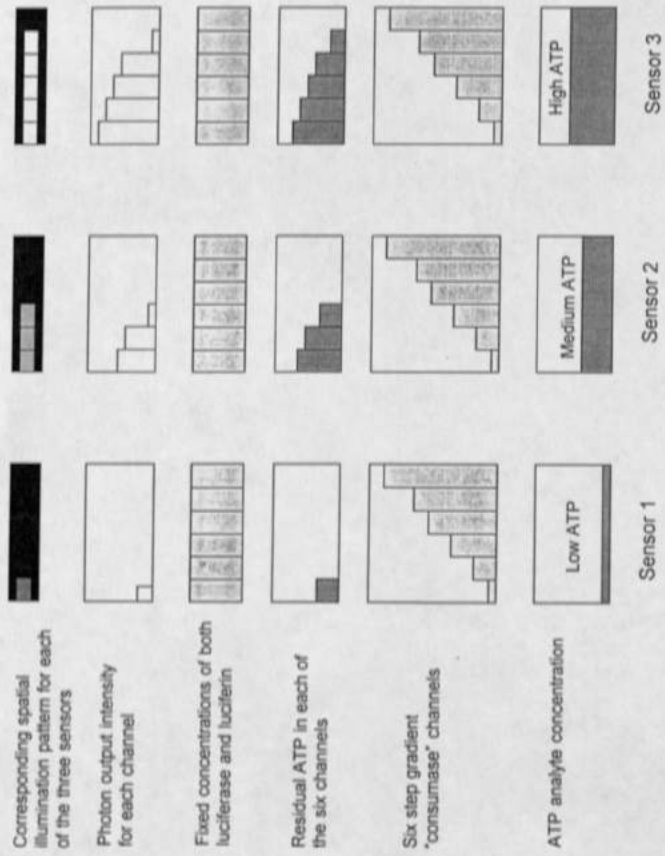 Corresponding spatial
illumination pattern for each
of the three sensors
Photon output intensity
for each channel
Fixed concentrations of both
luciferase and luciferin
Residual ATP in each of
the six channels
Six step gradient
"consumase" channels
ATP analyte concentration
Low ATP
Medium ATP
High ATP
Sensor 1
Sensor 2
Sensor 3